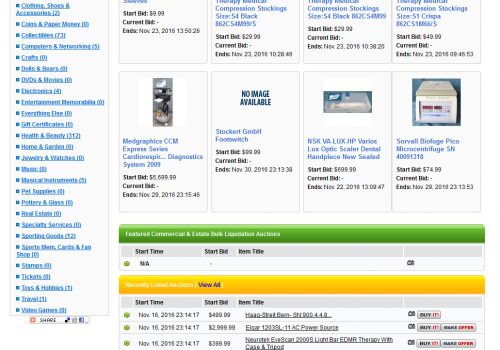 Clothing, Shoes &
Accessories (2)
Coins & Paper Money (0)
Collectibles (73)
Computers & Networking (5)
Crafts (0)
Dolls & Bears (0)
DVDs & Movies (0)
Electronics (4)
Entertainment Memorabilia (0)
Everything Else (0)
Gift Certificates (0)
Health & Beauty (312)
Home & Garden (0)
Jewelry & Watches (0)
Music (0)
Musical Instruments (5)
Pet Supplies (0)
Pottery & Glass (0)
Real Estate (0)
Specialty Services (0)
Sporting Goods (12)
Sports Mem, Cards & Fan
Shop (0)
Stamps (0)
Tickets (0)
Toys & Hobbies (1)
Travel (1)
Video Games (0)
SHARE
Sleeves
Start Bid: $9.99
Current Bid: -
Ends: Nov. 23, 2016 13:50:26
Therapy Medical
Compression Stockings
Size:S4 Black 862CS4M99/S
Start Bid: $29.99
Current Bid: -
Ends: Nov. 23, 2016 10:28:46
Therapy Medical
Compression Stockings
Size:S4 Black 862CS4M99
Start Bid: $29.99
Current Bid: -
Ends: Nov. 23, 2016 10:38:20
Medical Compression
Stockings Size:S1 Crispa
862CS1M66/S
Start Bid: $49.99
Current Bid: -
Ends: Nov. 23, 2016 09:46:53
Medgraphics CCM
Express Series
Cardiorespic... Diagnostics
System 2009
Start Bid: $5,699.99
Current Bid: -
Ends: Nov. 23, 2016 23:15:46
NO IMAGE
AVAILABLE
Stockert GmbH
Footswitch
Start Bid: $99.99
Current Bid: -
Ends: Nov. 30, 2016 23:13:38
NSK VA-LUX-HP Varios
Lux Optic Scaler Dental
Handpiece New Sealed
Start Bid: $699.99
Current Bid: -
Ends: Nov. 22, 2016 13:09:47
Sorvall Biofuge Pico
Microcentrifuge SN
40091318
Start Bid: $74.99
Current Bid: -
Ends: Nov. 29, 2016 23:13:53
Featured Commercial & Estate Bulk Liquidation Auctions
Start Time Start Bid Item Title
N/A - -
Recently Listed Auctions [ View All ]
Start Time Start Bid Item Title
Nov. 16, 2016 23:14:17 $499.99 Haag-Streit Bern- SN 900.4.4.8... BUY IT!
Nov. 16, 2016 23:14:17 $2,999.99 Elgar 1203SL-11 AC Power Source BUY IT! MAKE OFFER
Nov. 16, 2016 23:14:17 $399.99 Neurotek EyeScan 2000S Light Bar EDMR Therapy With
Case & Tripod BUY IT! MAKE OFFER